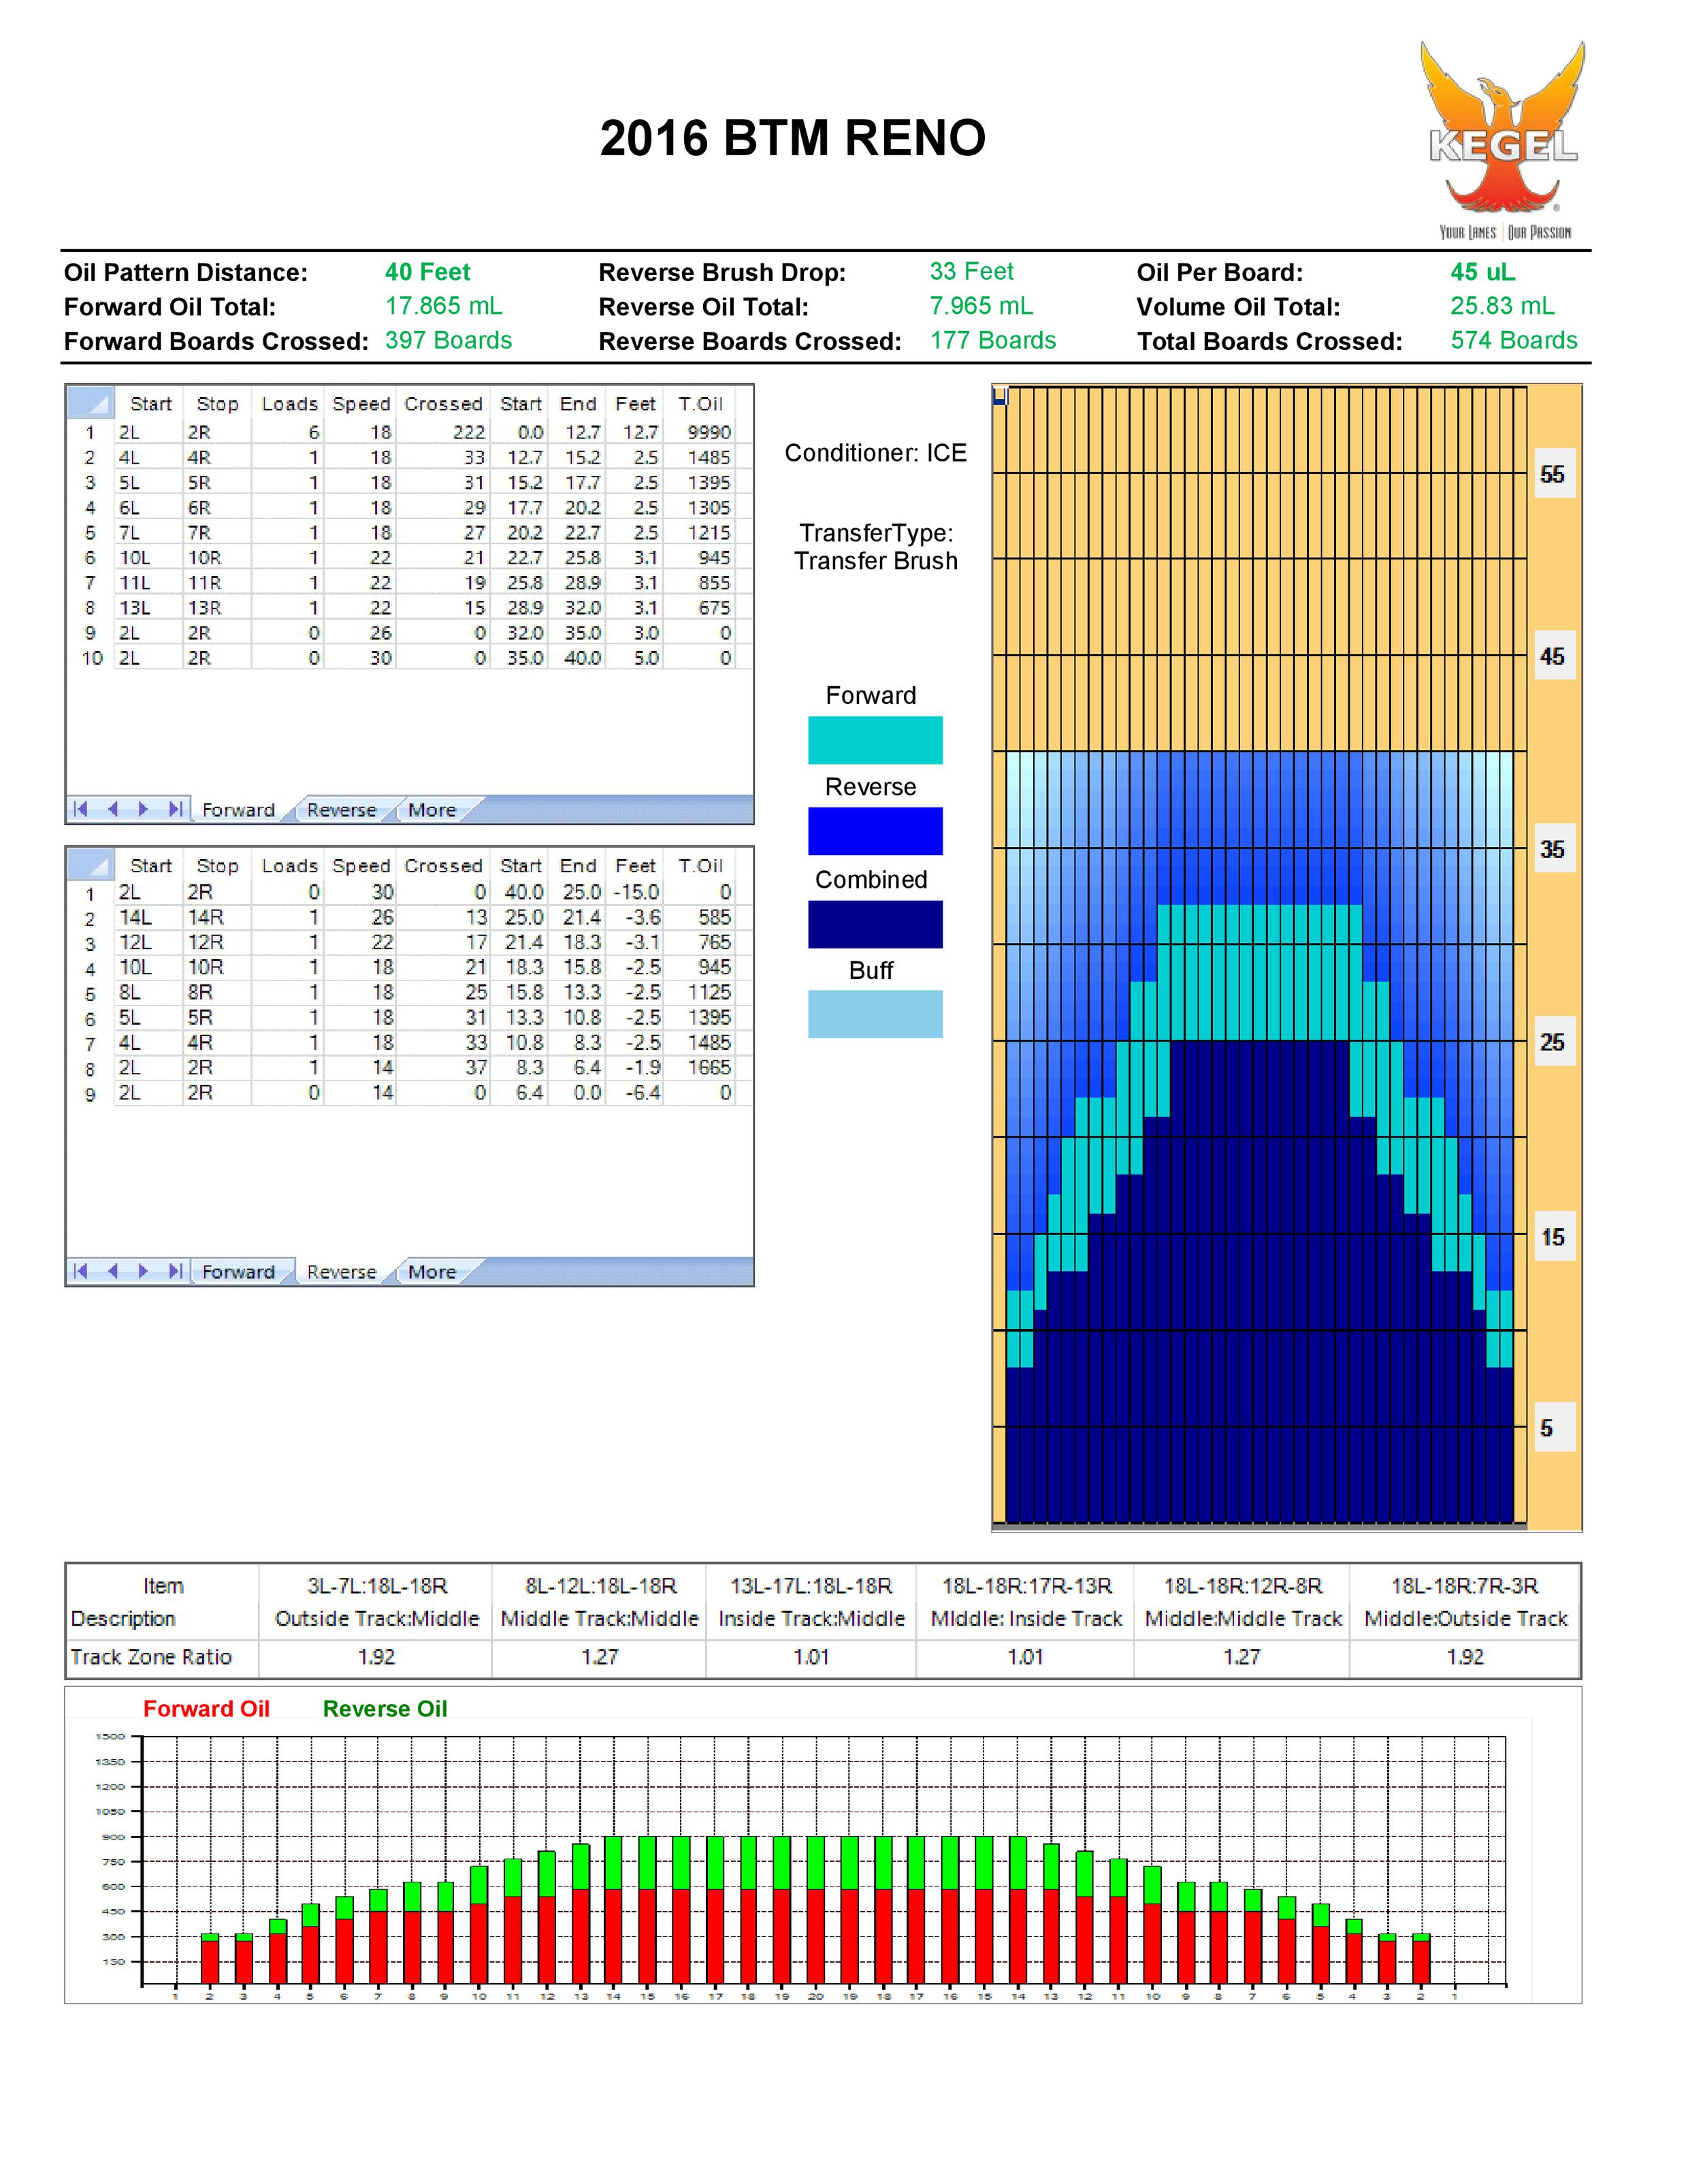 2016 BTM RENO
KEGEL
YOUR LANES | OUR PASSION
Oil Pattern Distance: 40 Feet Reverse Brush Drop: 33 Feet Oil Per Board: 45 uL
Forward Oil Total: 17.865 mL Reverse Oil Total: 7.965 mL Volume Oil Total: 25.83 mL
Forward Boards Crossed: 397 Boards Reverse Boards Crossed: 177 Boards Total Boards Crossed: 574 Boards
Start Stop Loads Speed Crossed Start End Feet T.Oil
1 2L 2R 6 18 222 0.0 12.7 12.7 9990
2 4L 4R 1 18 33 12.7 15.2 2.5 1485
3 5L 5R 1 18 31 15.2 17.7 2.5 1395
4 6L 6R 1 18 29 17.7 20.2 2.5 1305
5 7L 7R 1 18 27 20.2 22.7 2.5 1215
6 10L 10R 1 22 21 22.7 25.8 3.1 945
7 11L 11R 1 22 19 25.8 28.9 3.1 855
8 13L 13R 1 22 15 28.9 32.0 3.1 675
9 2L 2R 0 26 0 32.0 35.0 3.0 0
10 2L 2R 0 30 0 35.0 40.0 5.0 0
Forward Reverse More
Start Stop Loads Speed Crossed Start End Feet T.Oil
1 2L 2R 0 30 0 40.0 25.0 -15.0 0
2 14L 14R 1 26 13 25.0 21.4 -3.6 585
3 12L 12R 1 22 17 21.4 18.3 -3.1 765
4 10L 10R 1 18 21 18.3 15.8 -2.5 945
5 8L 8R 1 18 25 15.8 13.3 -2.5 1125
6 5L 5R 1 18 31 13.3 10.8 -2.5 1395
7 4L 4R 1 18 33 10.8 8.3 -2.5 1485
8 2L 2R 1 14 37 8.3 6.4 -1.9 1665
9 2L 2R 0 14 0 6.4 0.0 -6.4 0
Forward Reverse More
Conditioner: ICE
TransferType:
Transfer Brush
Forward
Reverse
Combined
Buff
55
45
35
25
15
5
Item 3L-7L:18L-18R 8L-12L:18L-18R 13L-17L:18L-18R 18L-18R:17R-13R 18L-18R:12R-8R 18L-18R:7R-3R
Description Outside Track:Middle Middle Track:Middle Inside Track:Middle MIddle: Inside Track Middle:Middle Track Middle:Outside Track
Track Zone Ratio 1.92 1.27 1.01 1.01 1.27 1.92
Forward Oil Reverse Oil
1500
1350
1200
1050
900
750
600
450
300
150
1 2 3 4 5 6 7 8 9 10 11 12 13 14 15 16 17 18 19 20 19 18 17 16 15 14 13 12 11 10 9 8 7 6 5 4 3 2 1